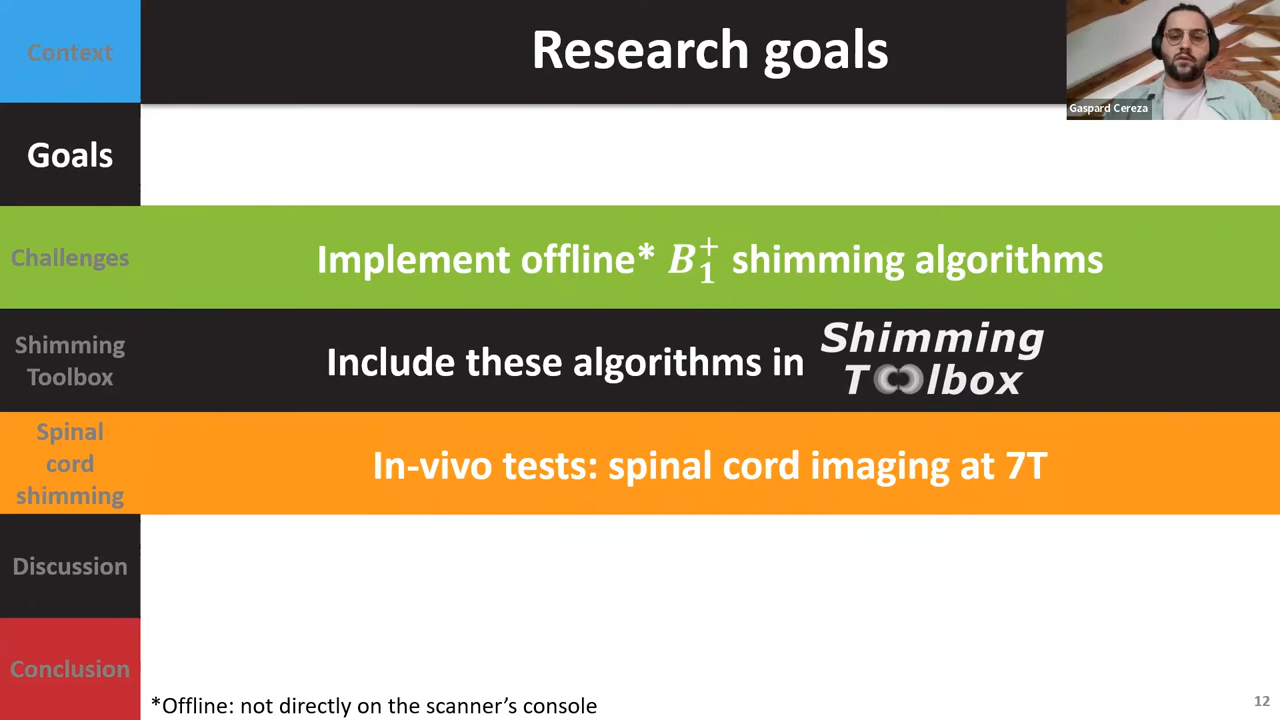 Context
Research goals
Gaspard Cereza
Goals
Challenges
Implement offline* B₁⁺ shimming algorithms
Shimming
Toolbox
Include these algorithms in
Shimming
Toolbox
Spinal
cord
shimming
In-vivo tests: spinal cord imaging at 7T
Discussion
Conclusion
*Offline: not directly on the scanner’s console
12